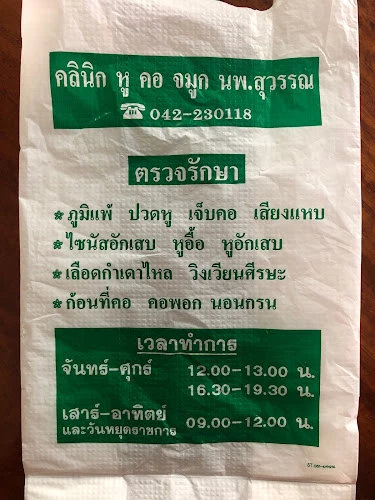 คลินิก หู คอ จมูก นพ.สุวรรณ
☎ 042-230118
ตรวจรักษา
ภูมิแพ้ ปวดหู เจ็บคอ เสียงแหบ
ไซนัสอักเสบ หูอื้อ หูอักเสบ
เลือดกำเดาไหล วิงเวียนศีรษะ
ก้อนที่คอ คอพอก นอนกรน
เวลาทำการ
จันทร์-ศุกร์ 12.00-13.00 น.
16.30-19.30 น.
เสาร์-อาทิตย์
และวันหยุดราชการ 09.00-12.00 น.